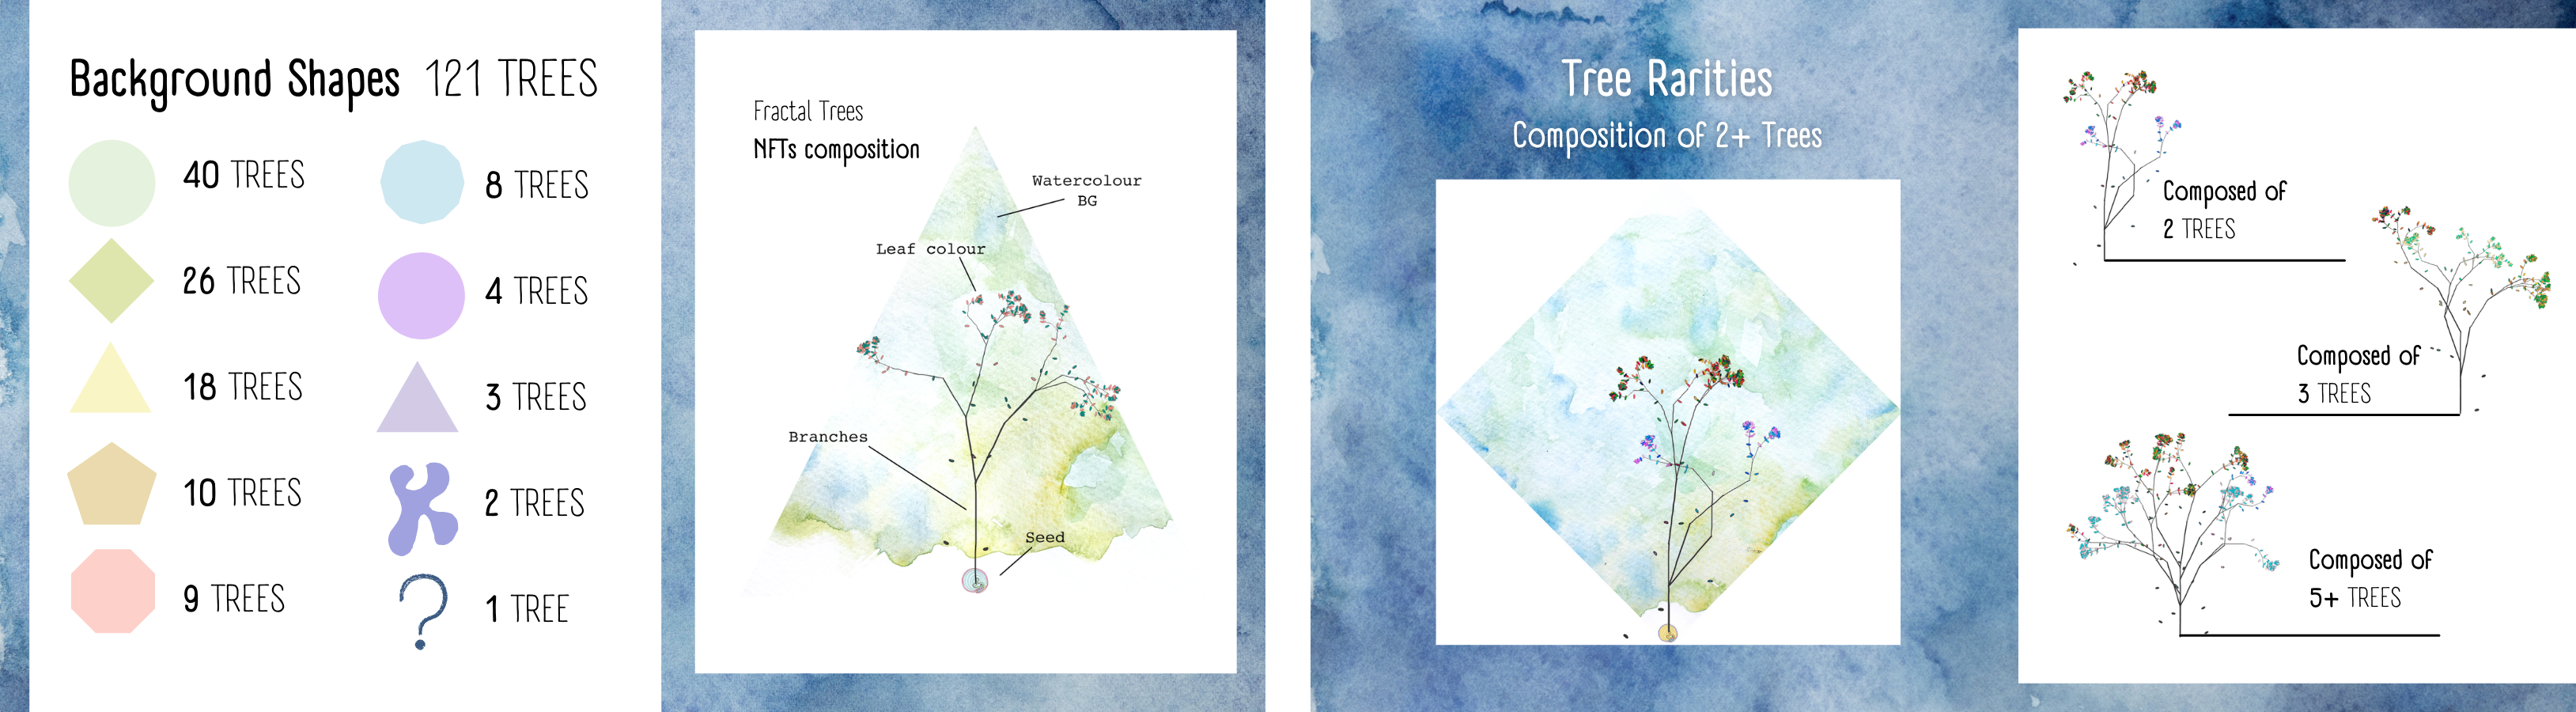 Background Shapes 121 TREES
40 TREES
26 TREES
18 TREES
10 TREES
9 TREES
8 TREES
4 TREES
3 TREES
2 TREES
?
1 TREE
Fractal Trees
NFTs composition
Watercolour
BG
Leaf colour
Branches
Seed
Tree Rarities
Composition of 2+ Trees
Composed of
2 TREES
Composed of
3 TREES
Composed of
5+ TREES